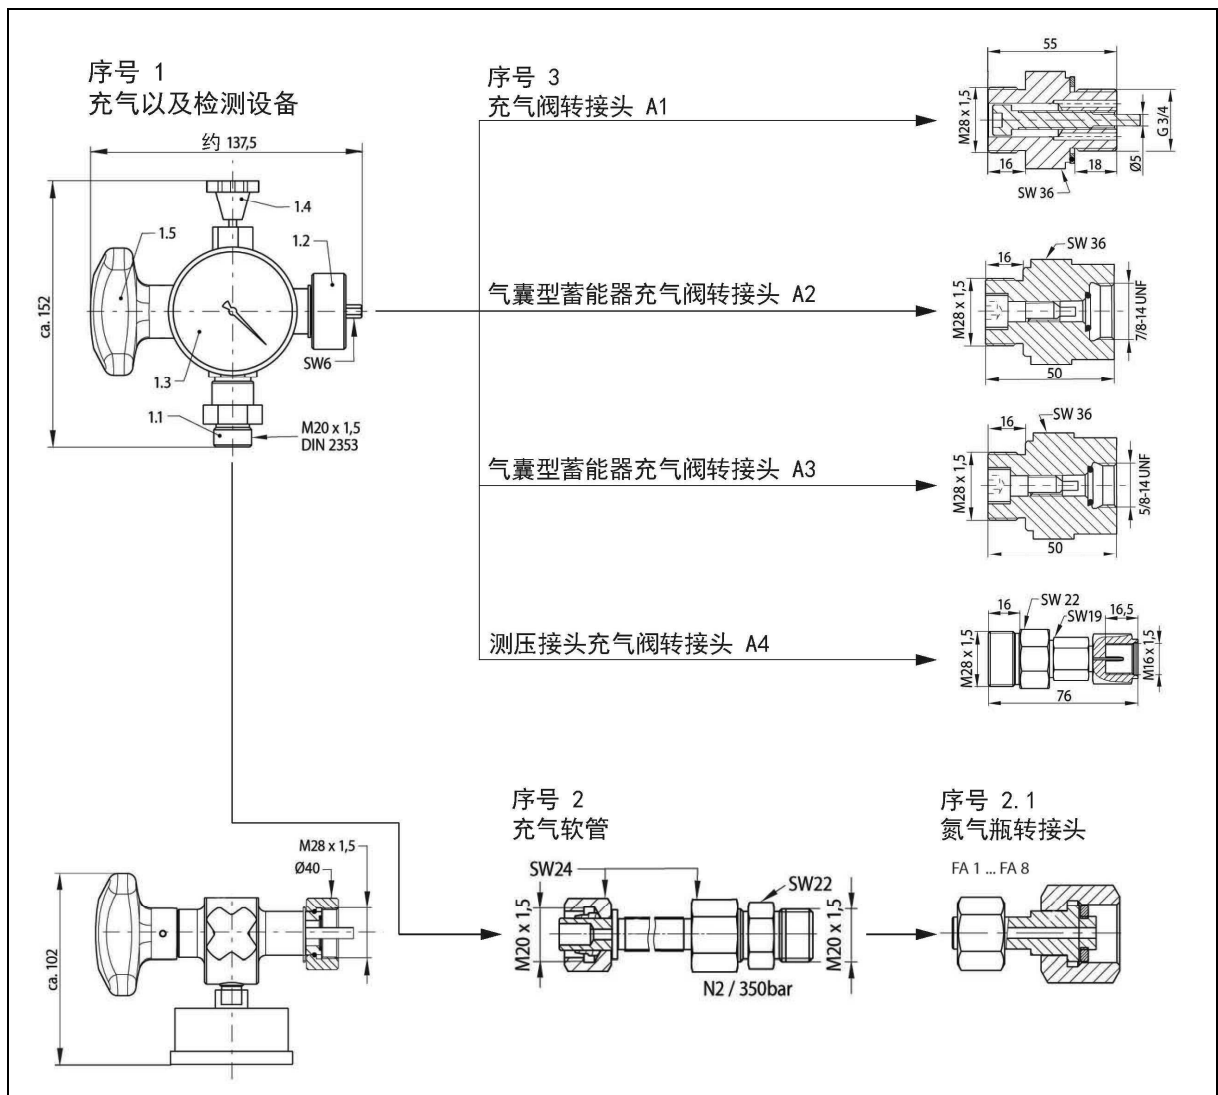 序号 1
充气以及检测设备
约 137,5
ca. 152
1.5
1.4
1.2
1.3
1.1
SW6
M20 x 1,5
DIN 2353
序号 3
充气阀转接头 A1
55
M28 x 1,5
16
18
SW 36
Ø5
G 3/4
气囊型蓄能器充气阀转接头 A2
SW 36
16
M28 x 1,5
7/8-14 UNF
50
气囊型蓄能器充气阀转接头 A3
SW 36
16
M28 x 1,5
5/8-14 UNF
50
测压接头充气阀转接头 A4
16
SW 22
SW19
16,5
M28 x 1,5
M16 x 1,5
76
M28 x 1,5
Ø40
ca. 102
序号 2
充气软管
SW24
SW22
M20 x 1,5
M20 x 1,5
N2 / 350bar
序号 2.1
氮气瓶转接头
FA 1 ... FA 8